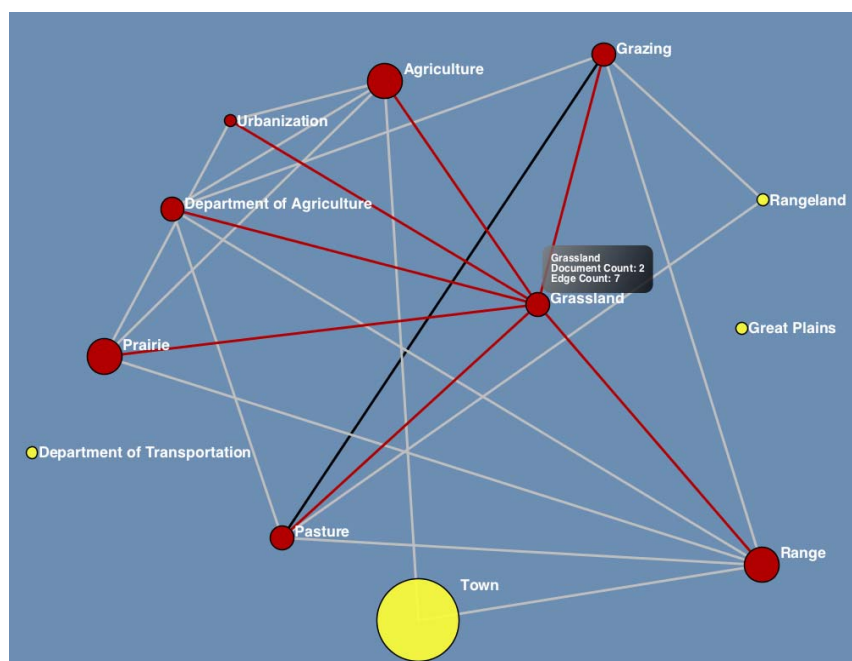 Grazing
Agriculture
Urbanization
Department of Agriculture
Rangeland
Grassland
Document Count: 2
Edge Count: 7
Grassland
Great Plains
Prairie
Department of Transportation
Pasture
Range
Town